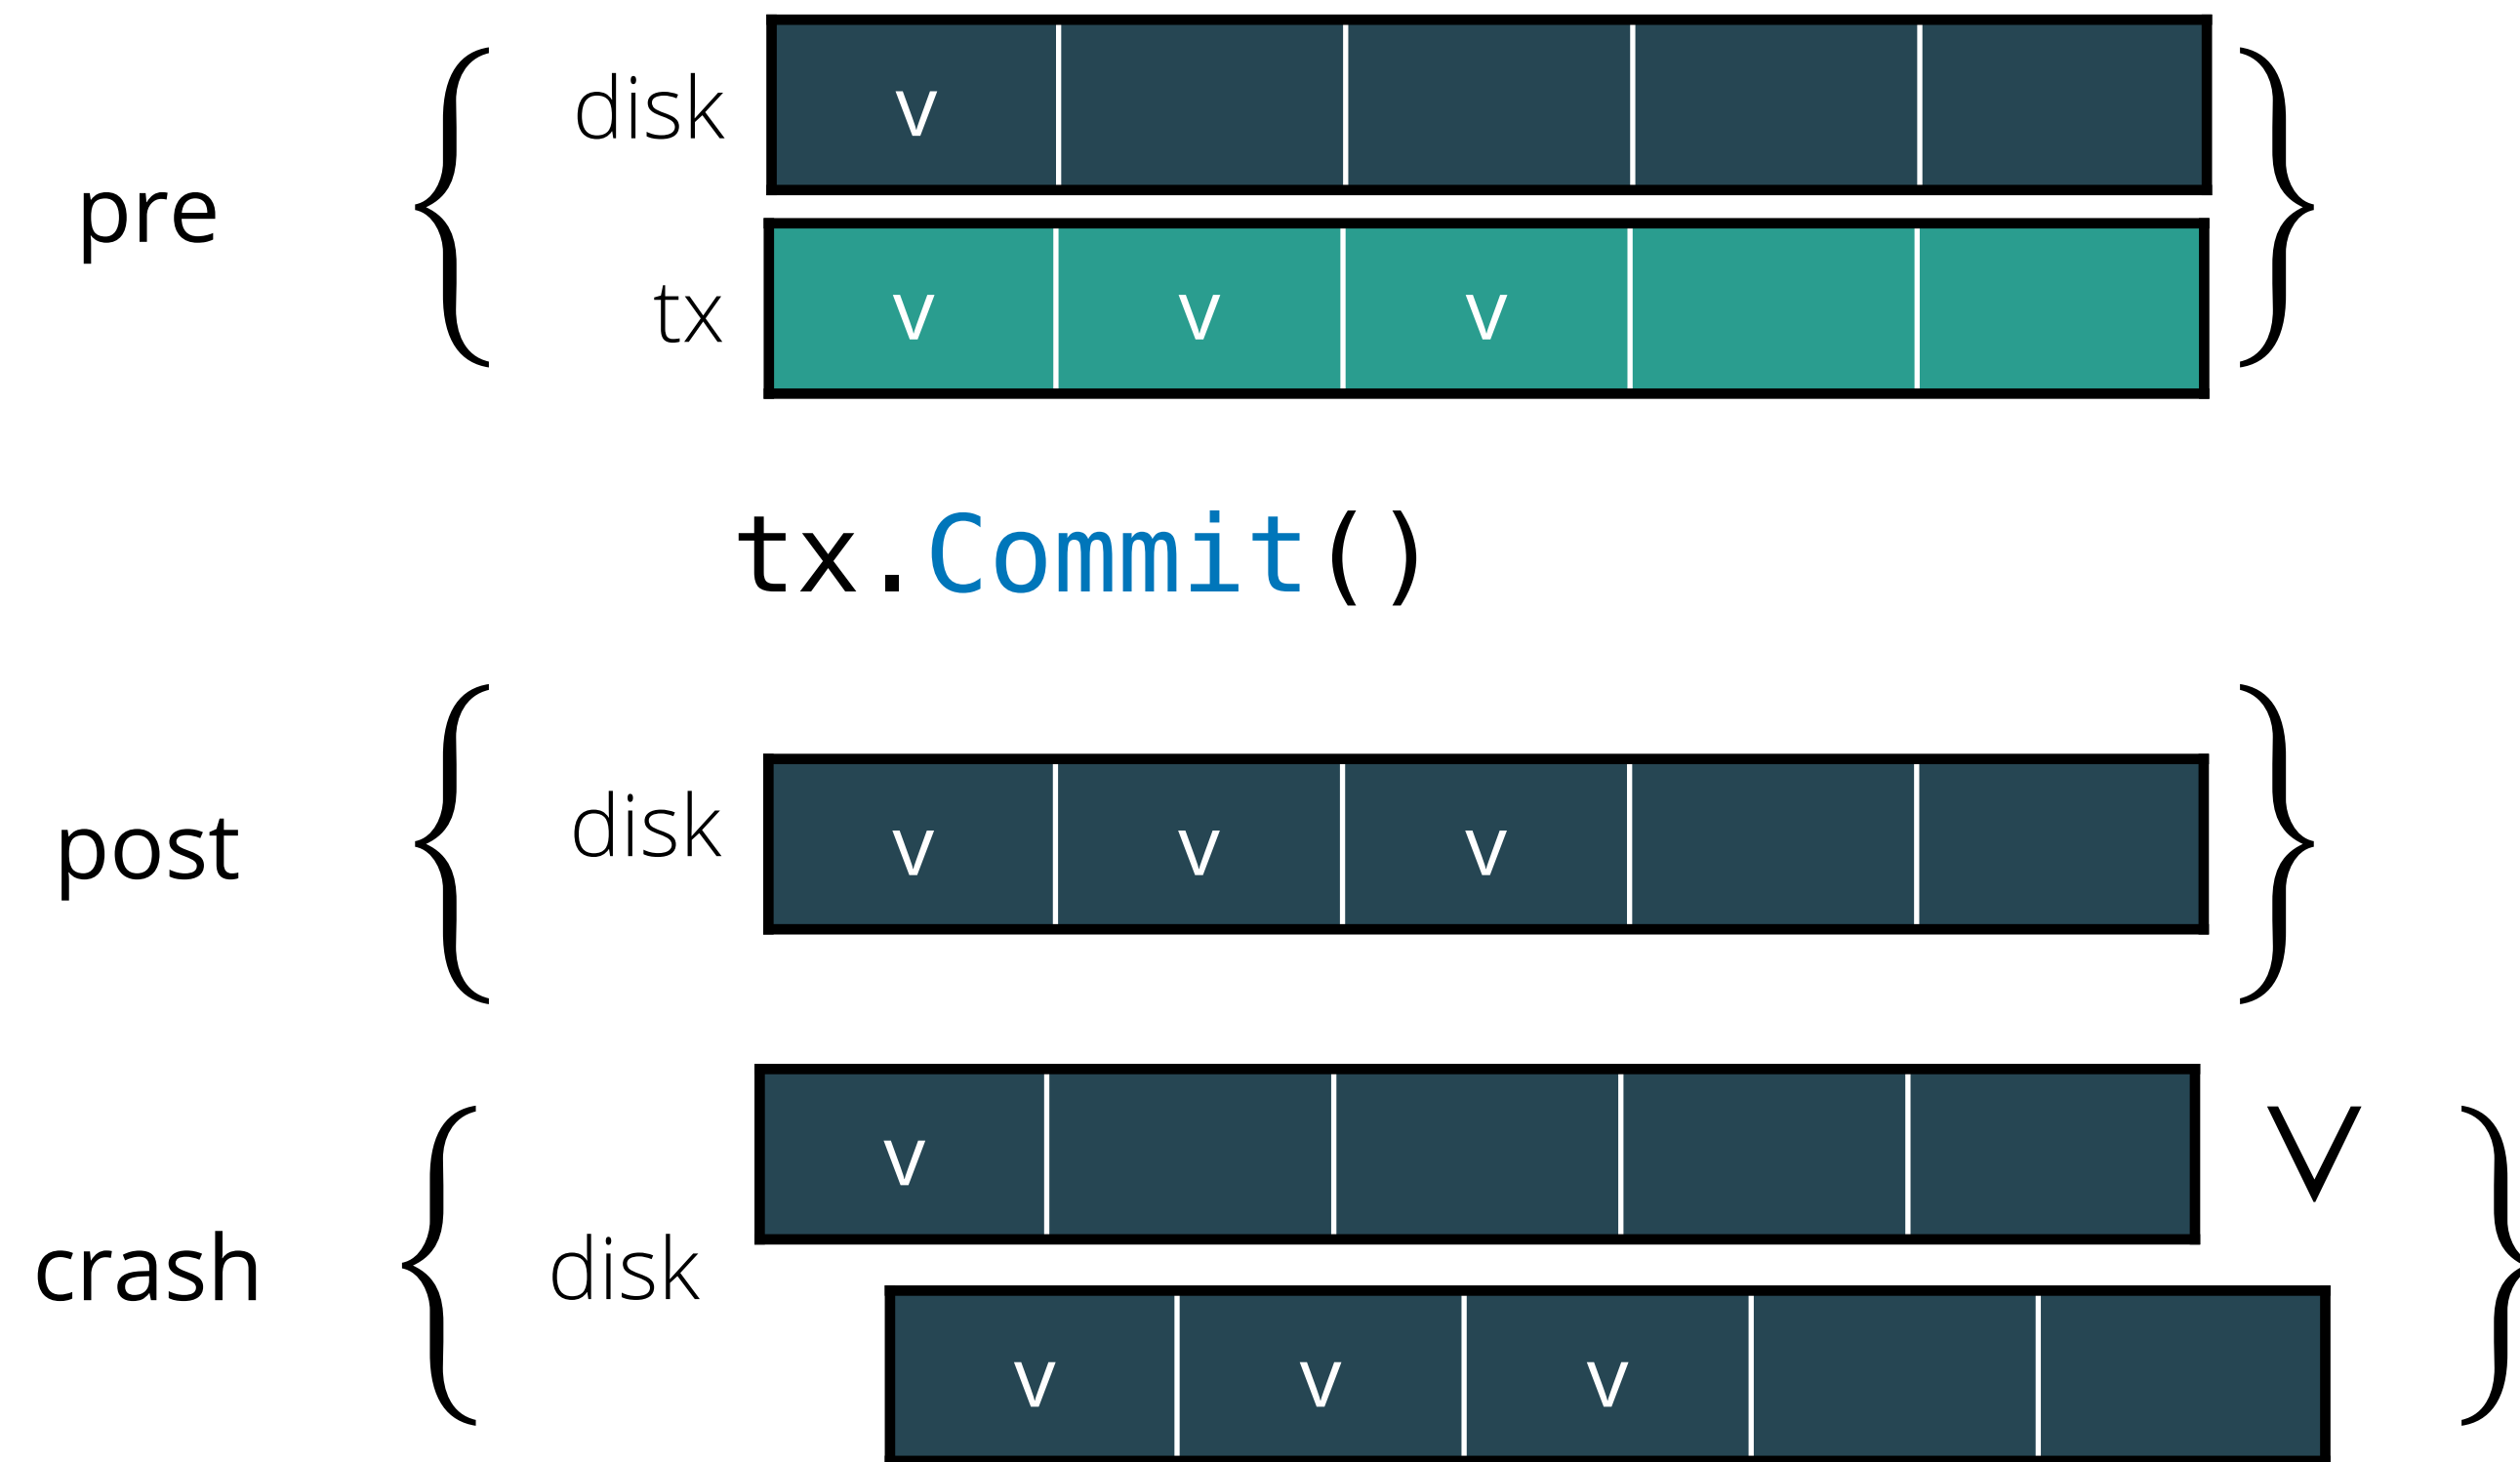 disk
v
pre
tx
v v v
tx.Commit()
post
disk
v v v
v
∨
crash
disk
v v v